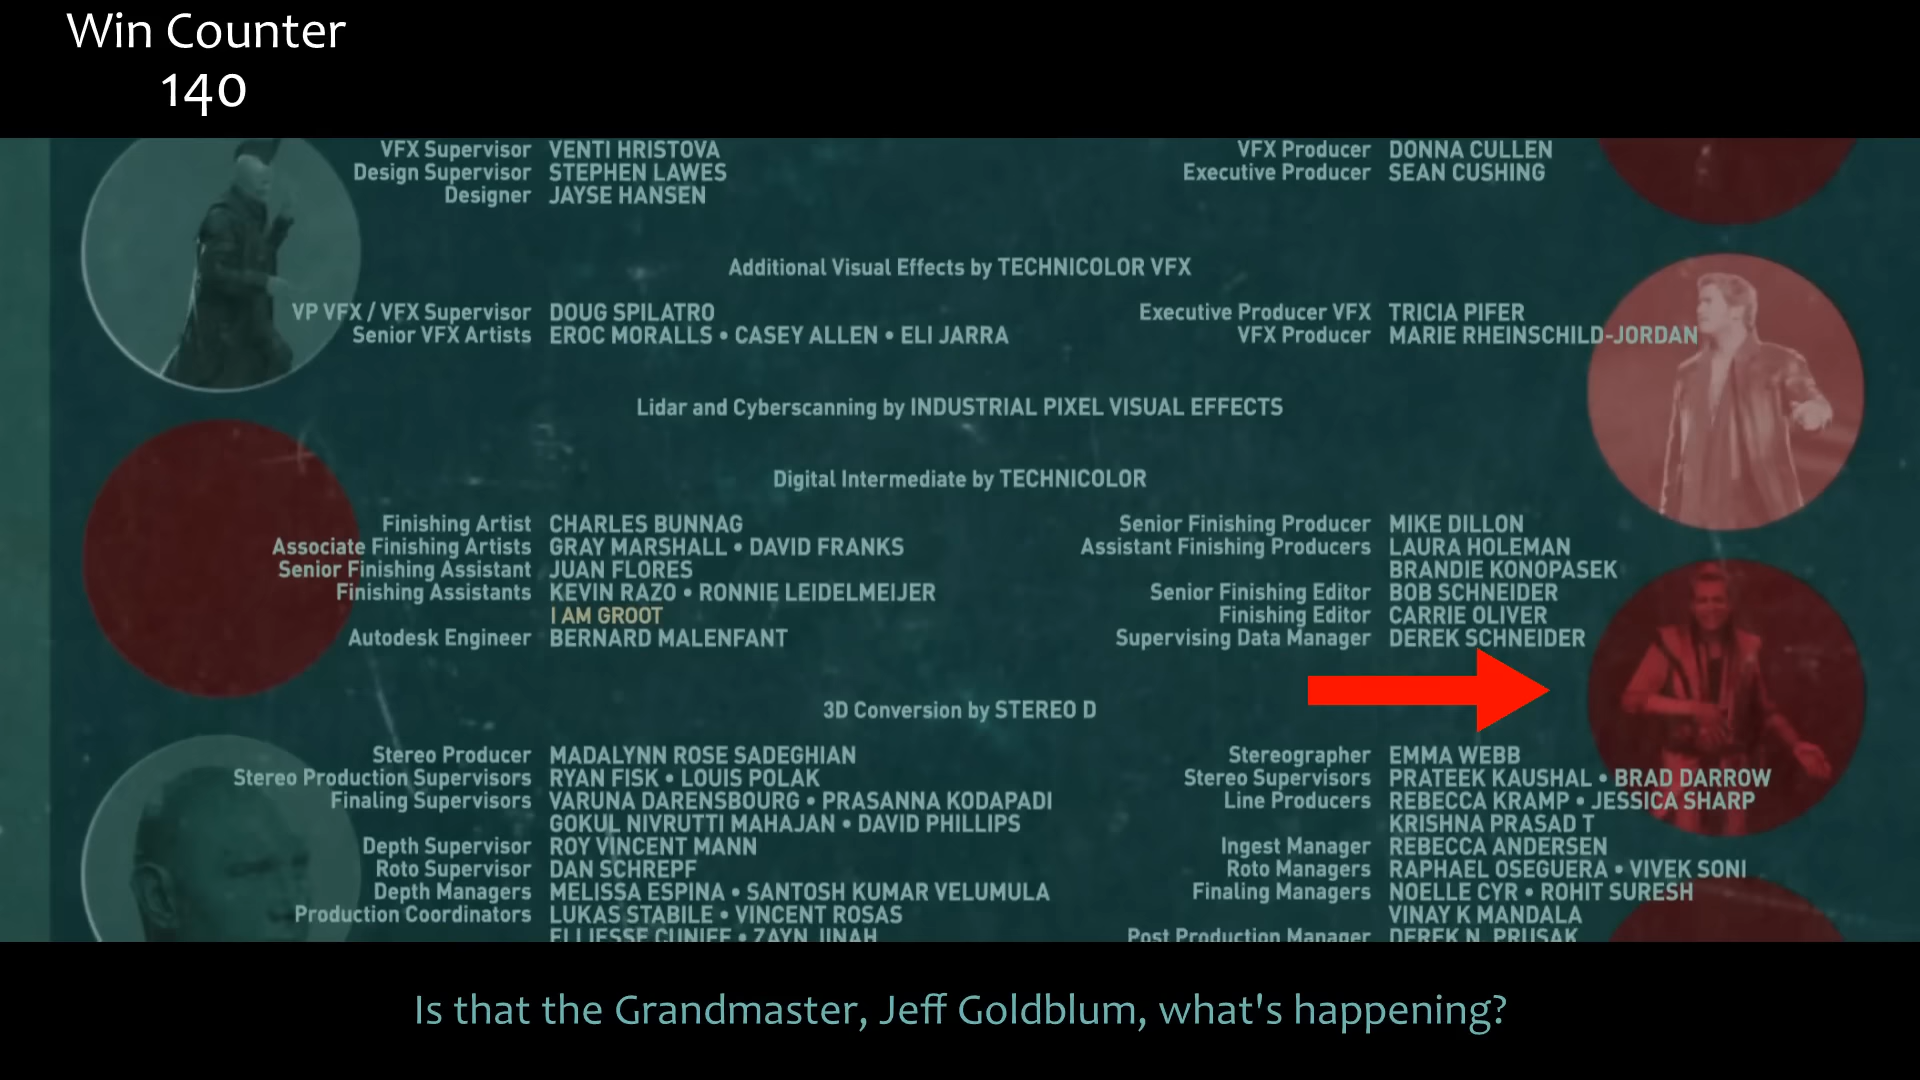 Win Counter
140
VFX Supervisor VENTI HRISTOVA
Design Supervisor STEPHEN LAWES
Designer JAYSE HANSEN
VFX Producer DONNA CULLEN
Executive Producer SEAN CUSHING
Additional Visual Effects by TECHNICOLOR VFX
VP VFX / VFX Supervisor DOUG SPILATRO
Senior VFX Artists EROC MORALLS • CASEY ALLEN • ELI JARRA
Executive Producer VFX TRICIA PIFER
VFX Producer MARIE RHEINSCHILD-JORDAN
Lidar and Cyberscanning by INDUSTRIAL PIXEL VISUAL EFFECTS
Digital Intermediate by TECHNICOLOR
Finishing Artist CHARLES BUNNAG
Associate Finishing Artists GRAY MARSHALL • DAVID FRANKS
Senior Finishing Assistant JUAN FLORES
Finishing Assistants KEVIN RAZO • RONNIE LEIDELMEIJER
I AM GROOT
Autodesk Engineer BERNARD MALENFANT
Senior Finishing Producer MIKE DILLON
Assistant Finishing Producers LAURA HOLEMAN
BRANDIE KONOPASEK
Senior Finishing Editor BOB SCHNEIDER
Finishing Editor CARRIE OLIVER
Supervising Data Manager DEREK SCHNEIDER
3D Conversion by STEREO D
Stereo Producer MADALYNN ROSE SADEGHIAN
Stereo Production Supervisors RYAN FISK • LOUIS POLAK
Finaling Supervisors VARUNA DARENSBOURG • PRASANNA KODAPADI
GOKUL NIVRUTTI MAHAJAN • DAVID PHILLIPS
Depth Supervisor ROY VINCENT MANN
Roto Supervisor DAN SCHREPF
Depth Managers MELISSA ESPINA • SANTOSH KUMAR VELUMULA
Production Coordinators LUKAS STABILE • VINCENT ROSAS
ELLIESSE CUNIFF • ZAYN JINAH
Stereographer EMMA WEBB
Stereo Supervisors PRATEEK KAUSHAL • BRAD DARROW
Line Producers REBECCA KRAMP • JESSICA SHARP
KRISHNA PRASAD T
Ingest Manager REBECCA ANDERSEN
Roto Managers RAPHAEL OSEGUERA • VIVEK SONI
Finaling Managers NOELLE CYR • ROHIT SURESH
VINAY K MANDALA
Post Production Manager DEREK N. PRUSAK
Is that the Grandmaster, Jeff Goldblum, what's happening?